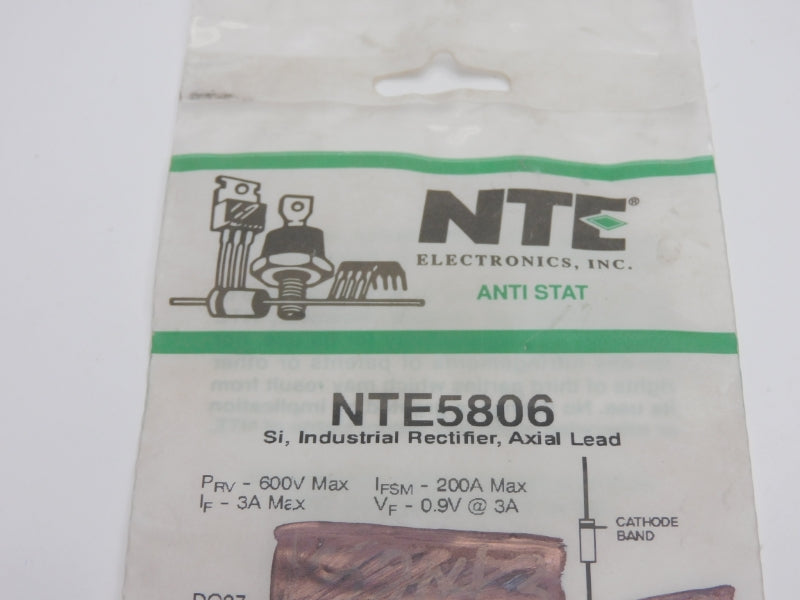 NTE®
ELECTRONICS, INC.
ANTI STAT
NTE5806
Si, Industrial Rectifier, Axial Lead
PRV - 600V Max IFSM - 200A Max
IF - 3A Max VF - 0.9V @ 3A
CATHODE
BAND